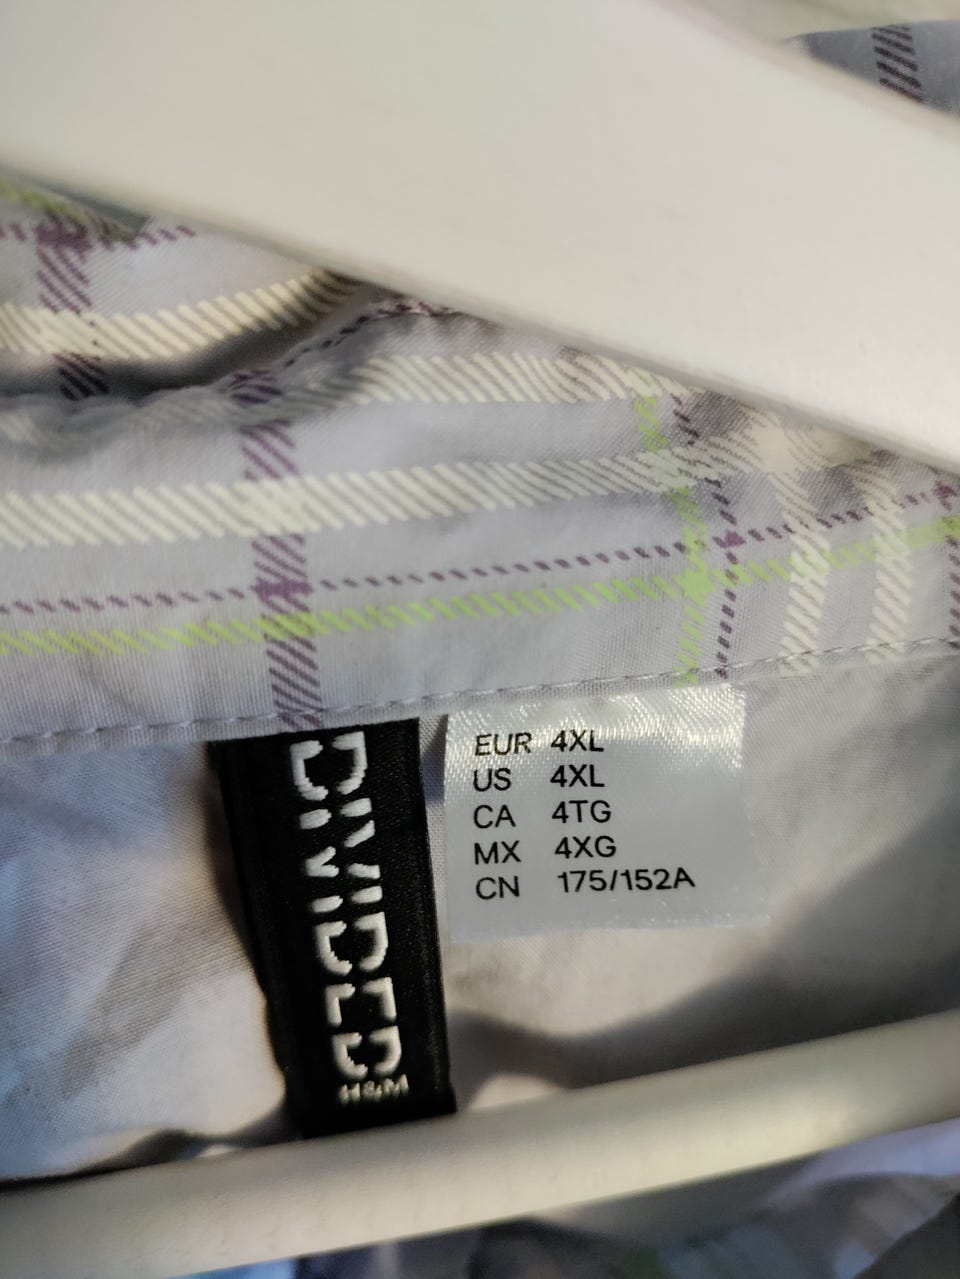 DIVIDED
H&M
EUR 4XL
US 4XL
CA 4TG
MX 4XG
CN 175/152A